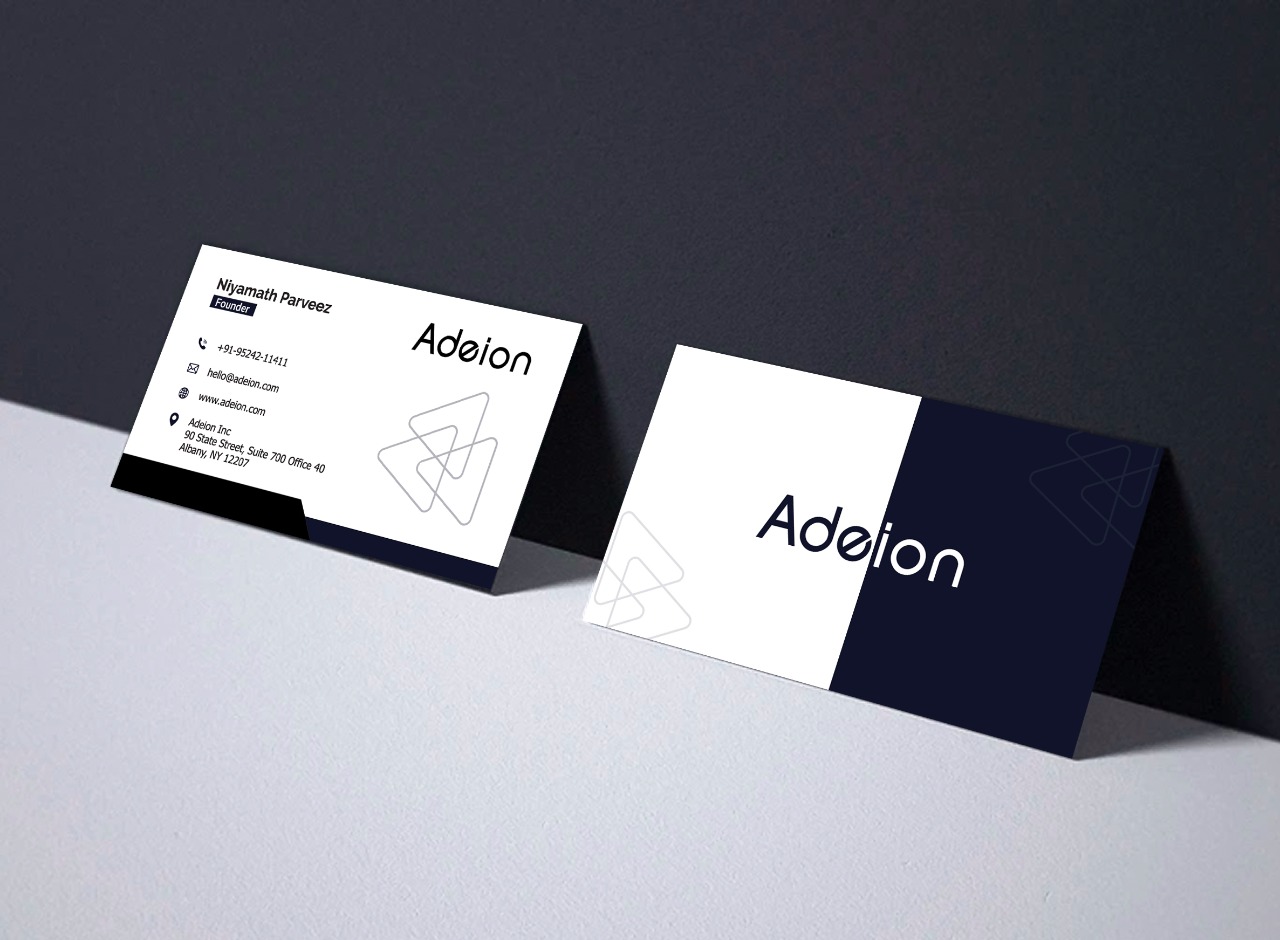 Niyamath Parveez
Founder
+91-95242-11411
hello@adeion.com
www.adeion.com
Adeion Inc
90 State Street, Suite 700 Office 40
Albany, NY 12207
Adeion
Adeion